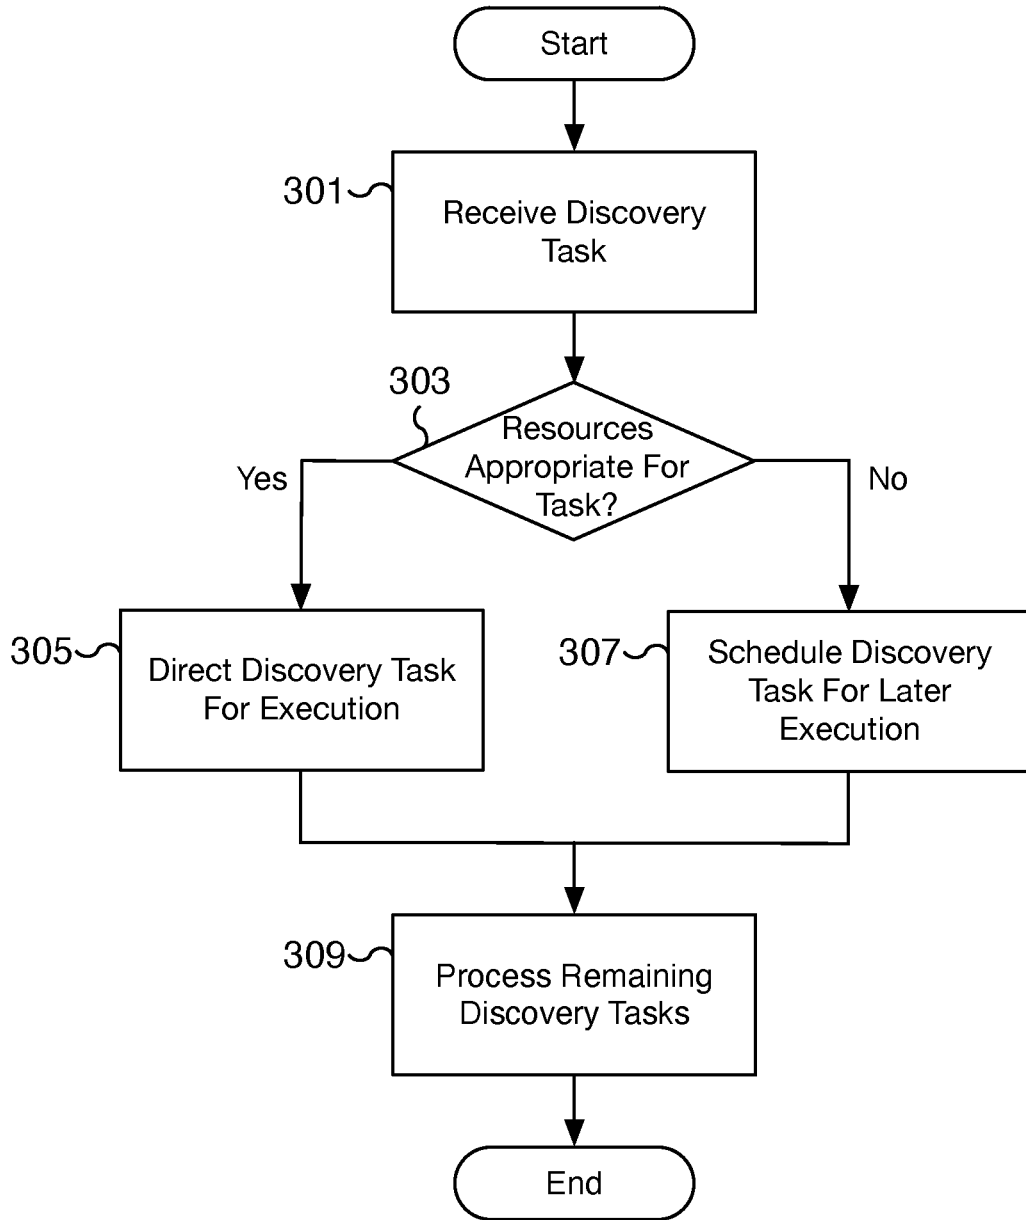 Start
301
Receive Discovery
Task
303
Resources
Appropriate For
Task?
Yes
No
305
Direct Discovery Task
For Execution
307
Schedule Discovery
Task For Later
Execution
309
Process Remaining
Discovery Tasks
End